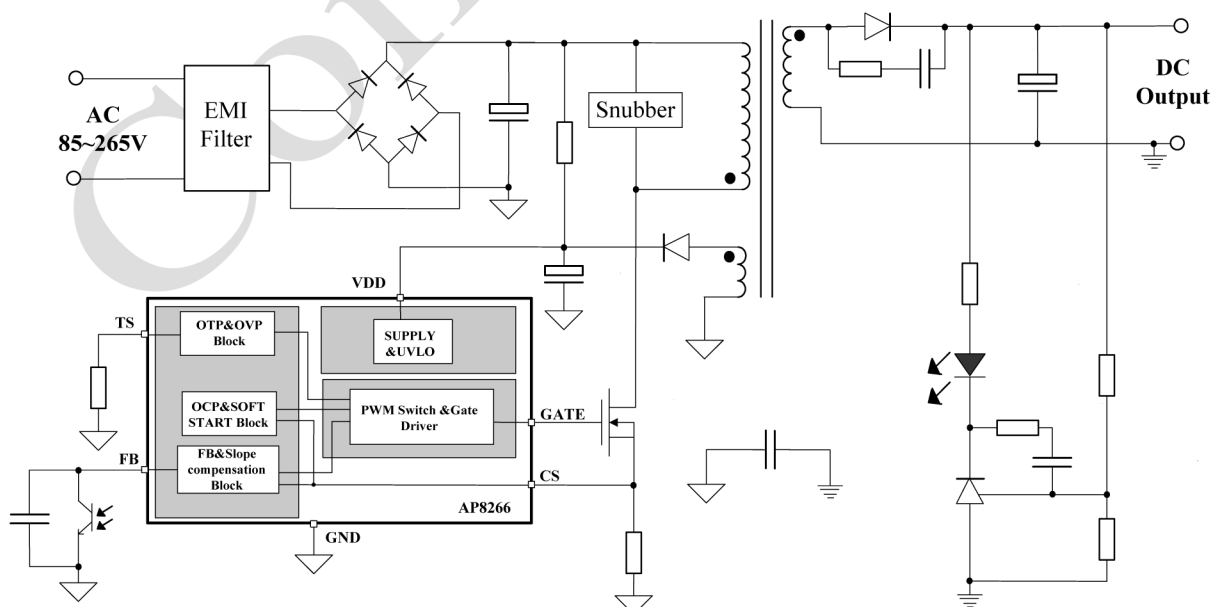 AC
85~265V
EMI
Filter
Snubber
DC
Output
VDD
TS
OTP&OVP
Block
SUPPLY
&UVLO
OCP&SOFT
START Block
PWM Switch &Gate
Driver
GATE
FB
FB&Slope
compensation
Block
CS
AP8266
GND